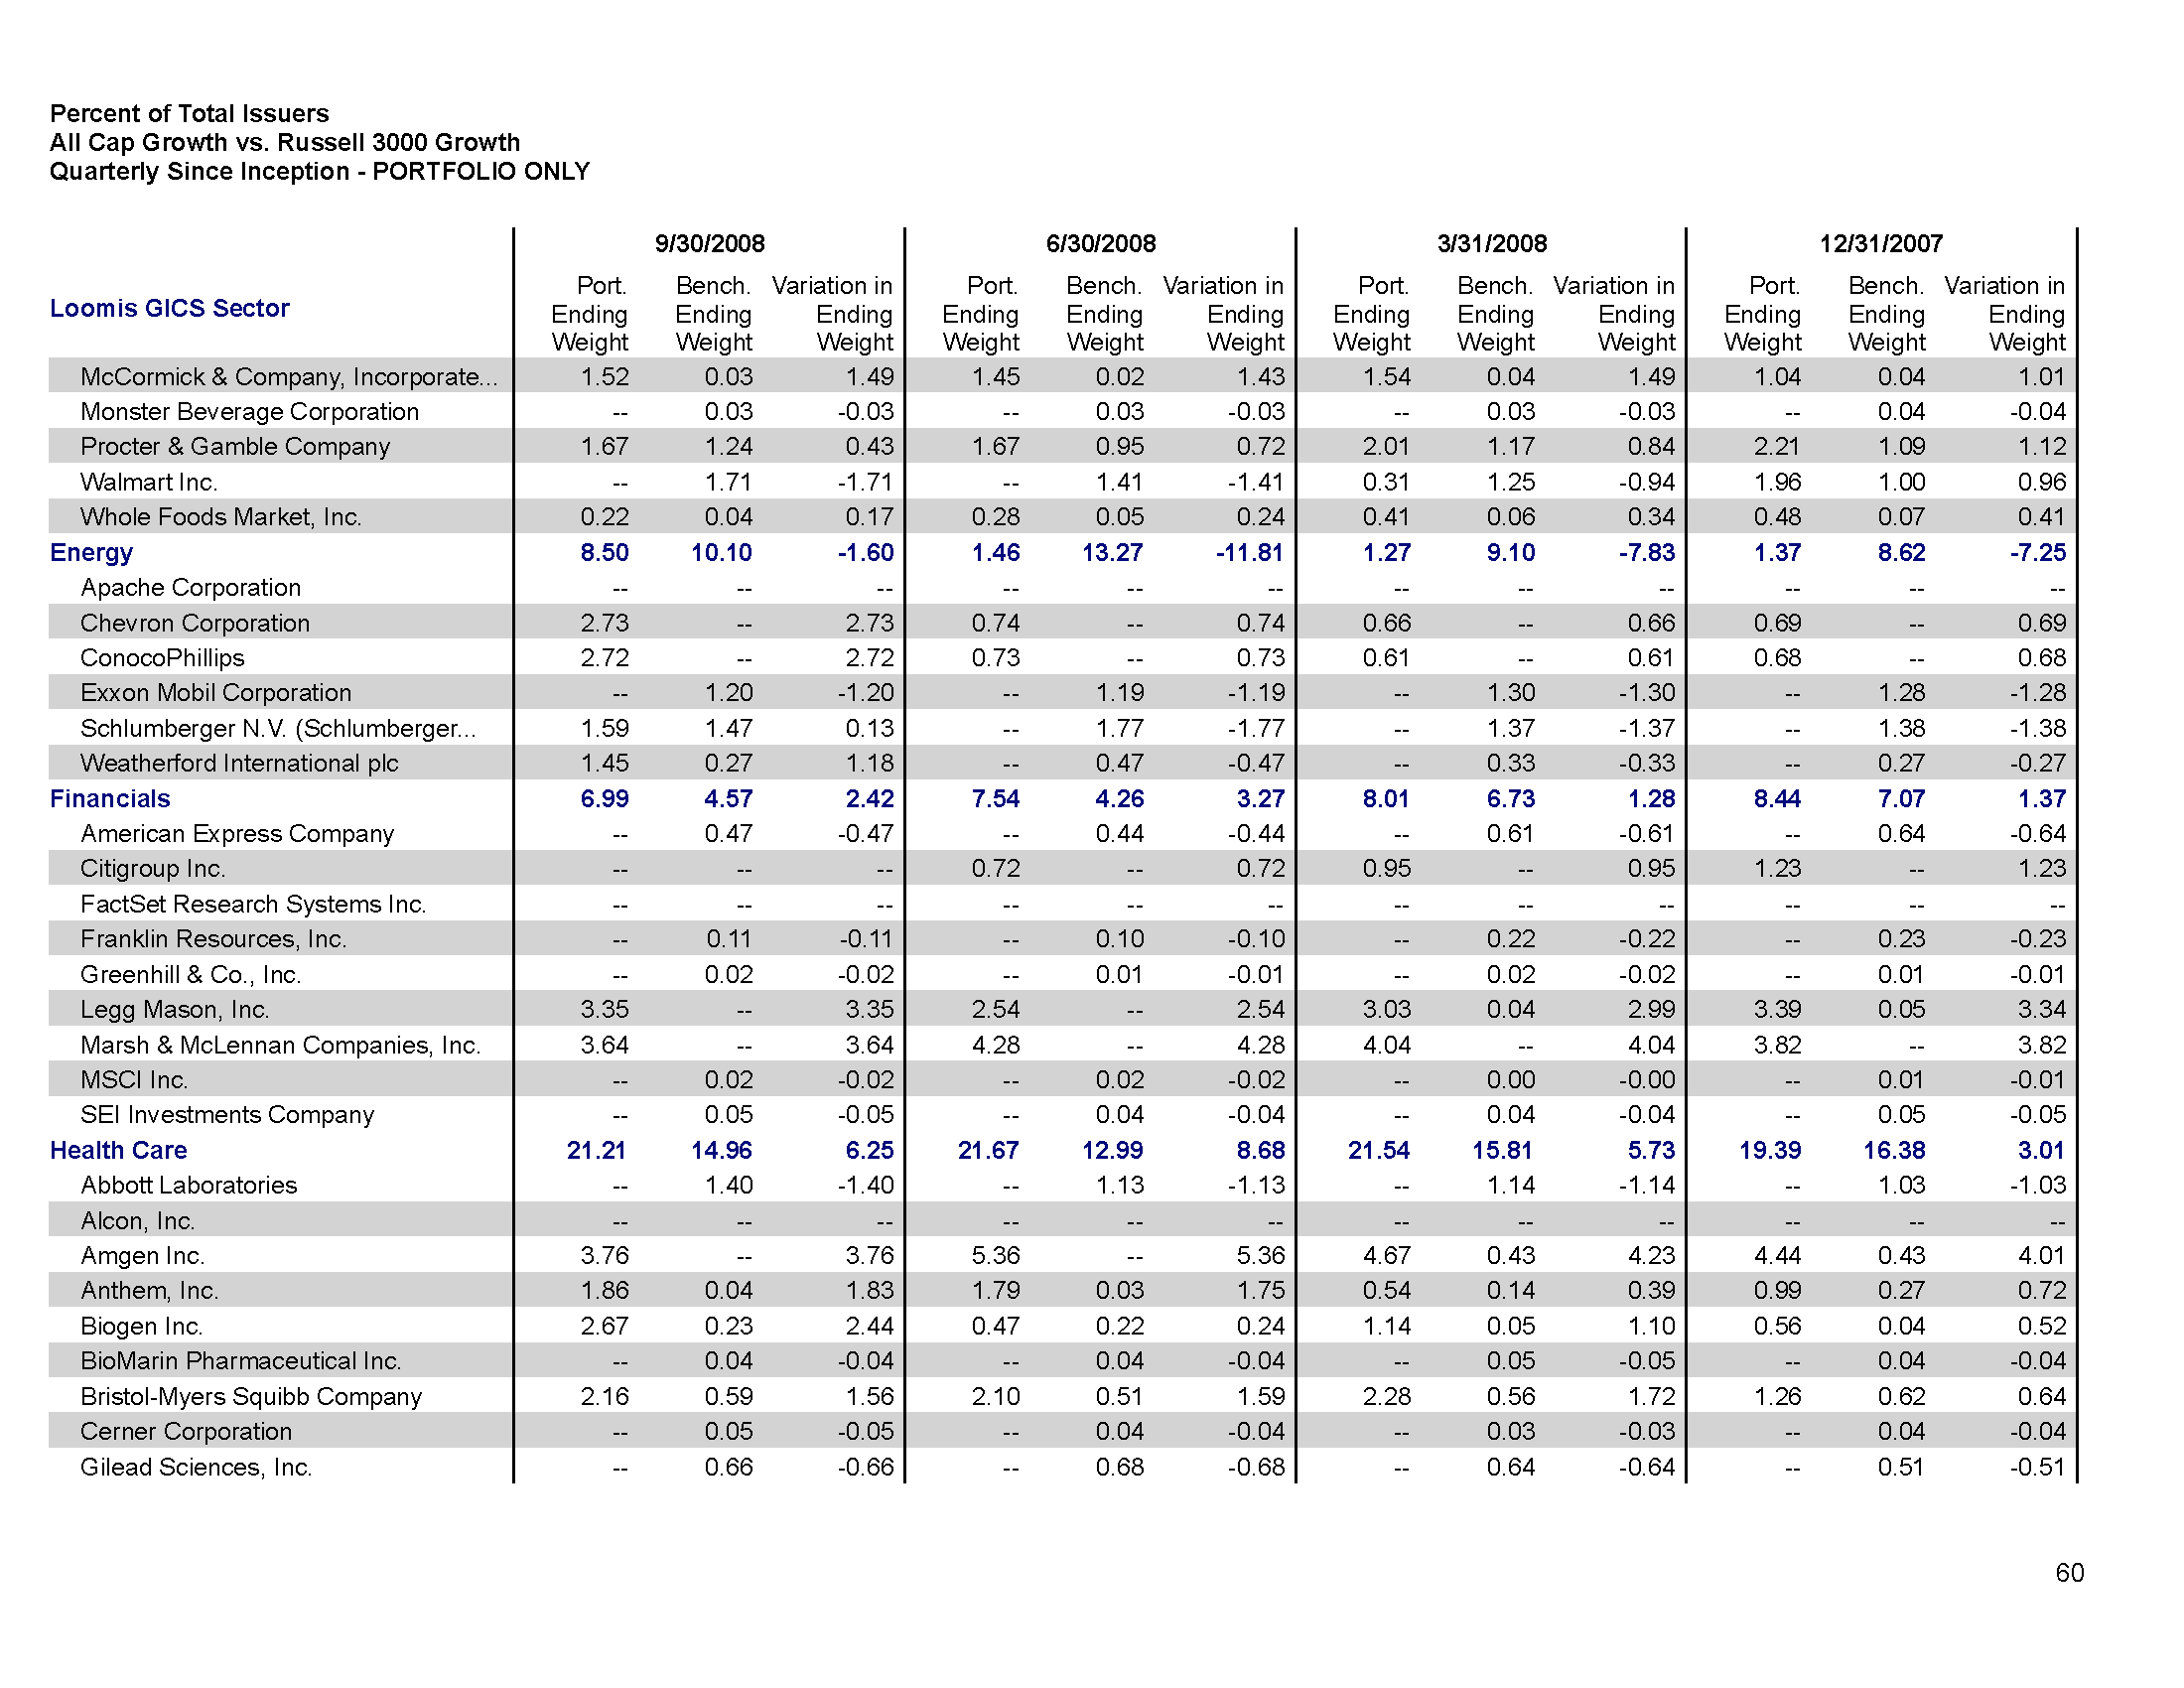 Percent of Total Issuers
All Cap Growth vs. Russell 3000 Growth
Quarterly Since Inception - PORTFOLIO ONLY
9/30/2008 6/30/2008 3/31/2008 12/31/2007
Loomis GICS Sector
Port. Bench. Variation in Port. Bench. Variation in Port. Bench. Variation in Port. Bench. Variation in
Ending Ending Ending Ending Ending Ending Ending Ending Ending Ending Ending Ending
Weight Weight Weight Weight Weight Weight Weight Weight Weight Weight Weight Weight
McCormick & Company, Incorporate... 1.52 0.03 1.49 1.45 0.02 1.43 1.54 0.04 1.49 1.04 0.04 1.01
Monster Beverage Corporation -- 0.03 -0.03 -- 0.03 -0.03 -- 0.03 -0.03 -- 0.04 -0.04
Procter & Gamble Company 1.67 1.24 0.43 1.67 0.95 0.72 2.01 1.17 0.84 2.21 1.09 1.12
Walmart Inc. -- 1.71 -1.71 -- 1.41 -1.41 0.31 1.25 -0.94 1.96 1.00 0.96
Whole Foods Market, Inc. 0.22 0.04 0.17 0.28 0.05 0.24 0.41 0.06 0.34 0.48 0.07 0.41
Energy 8.50 10.10 -1.60 1.46 13.27 -11.81 1.27 9.10 -7.83 1.37 8.62 -7.25
Apache Corporation -- -- -- -- -- -- -- -- -- -- -- --
Chevron Corporation 2.73 -- 2.73 0.74 -- 0.74 0.66 -- 0.66 0.69 -- 0.69
ConocoPhillips 2.72 -- 2.72 0.73 -- 0.73 0.61 -- 0.61 0.68 -- 0.68
Exxon Mobil Corporation -- 1.20 -1.20 -- 1.19 -1.19 -- 1.30 -1.30 -- 1.28 -1.28
Schlumberger N.V. (Schlumberger... 1.59 1.47 0.13 -- 1.77 -1.77 -- 1.37 -1.37 -- 1.38 -1.38
Weatherford International plc 1.45 0.27 1.18 -- 0.47 -0.47 -- 0.33 -0.33 -- 0.27 -0.27
Financials 6.99 4.57 2.42 7.54 4.26 3.27 8.01 6.73 1.28 8.44 7.07 1.37
American Express Company -- 0.47 -0.47 -- 0.44 -0.44 -- 0.61 -0.61 -- 0.64 -0.64
Citigroup Inc. -- -- -- 0.72 -- 0.72 0.95 -- 0.95 1.23 -- 1.23
FactSet Research Systems Inc. -- -- -- -- -- -- -- -- -- -- -- --
Franklin Resources, Inc. -- 0.11 -0.11 -- 0.10 -0.10 -- 0.22 -0.22 -- 0.23 -0.23
Greenhill & Co., Inc. -- 0.02 -0.02 -- 0.01 -0.01 -- 0.02 -0.02 -- 0.01 -0.01
Legg Mason, Inc. 3.35 -- 3.35 2.54 -- 2.54 3.03 0.04 2.99 3.39 0.05 3.34
Marsh & McLennan Companies, Inc. 3.64 -- 3.64 4.28 -- 4.28 4.04 -- 4.04 3.82 -- 3.82
MSCI Inc. -- 0.02 -0.02 -- 0.02 -0.02 -- 0.00 -0.00 -- 0.01 -0.01
SEI Investments Company -- 0.05 -0.05 -- 0.04 -0.04 -- 0.04 -0.04 -- 0.05 -0.05
Health Care 21.21 14.96 6.25 21.67 12.99 8.68 21.54 15.81 5.73 19.39 16.38 3.01
Abbott Laboratories -- 1.40 -1.40 -- 1.13 -1.13 -- 1.14 -1.14 -- 1.03 -1.03
Alcon, Inc. -- -- -- -- -- -- -- -- -- -- -- --
Amgen Inc. 3.76 -- 3.76 5.36 -- 5.36 4.67 0.43 4.23 4.44 0.43 4.01
Anthem, Inc. 1.86 0.04 1.83 1.79 0.03 1.75 0.54 0.14 0.39 0.99 0.27 0.72
Biogen Inc. 2.67 0.23 2.44 0.47 0.22 0.24 1.14 0.05 1.10 0.56 0.04 0.52
BioMarin Pharmaceutical Inc. -- 0.04 -0.04 -- 0.04 -0.04 -- 0.05 -0.05 -- 0.04 -0.04
Bristol-Myers Squibb Company 2.16 0.59 1.56 2.10 0.51 1.59 2.28 0.56 1.72 1.26 0.62 0.64
Cerner Corporation -- 0.05 -0.05 -- 0.04 -0.04 -- 0.03 -0.03 -- 0.04 -0.04
Gilead Sciences, Inc. -- 0.66 -0.66 -- 0.68 -0.68 -- 0.64 -0.64 -- 0.51 -0.51
60